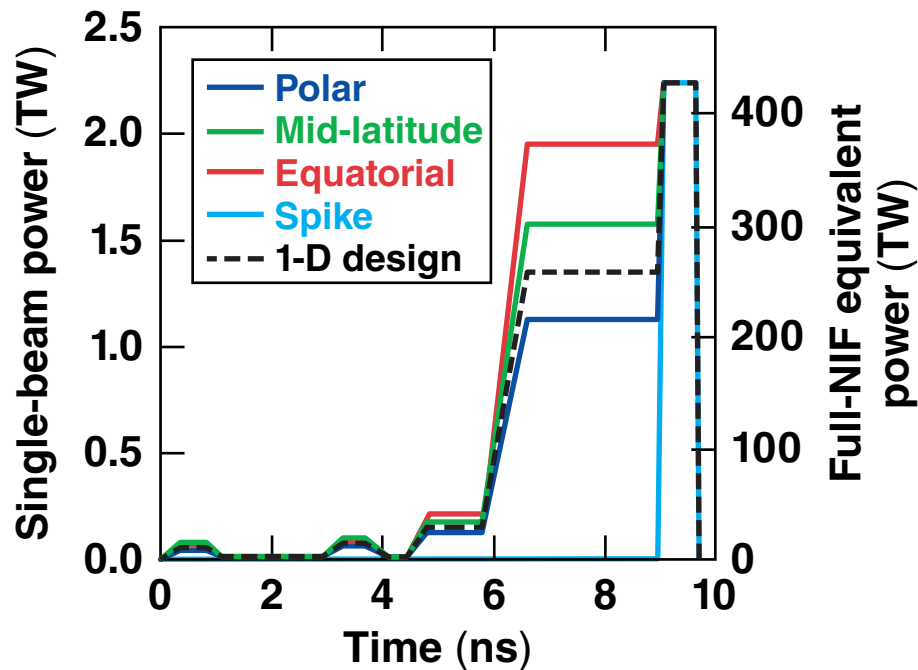 Single-beam power (TW)
2.5
2.0
1.5
1.0
0.5
0.0
Polar
Mid-latitude
Equatorial
Spike
1-D design
400
300
200
100
0
Full-NIF equivalent
power (TW)
0 2 4 6 8 10
Time (ns)